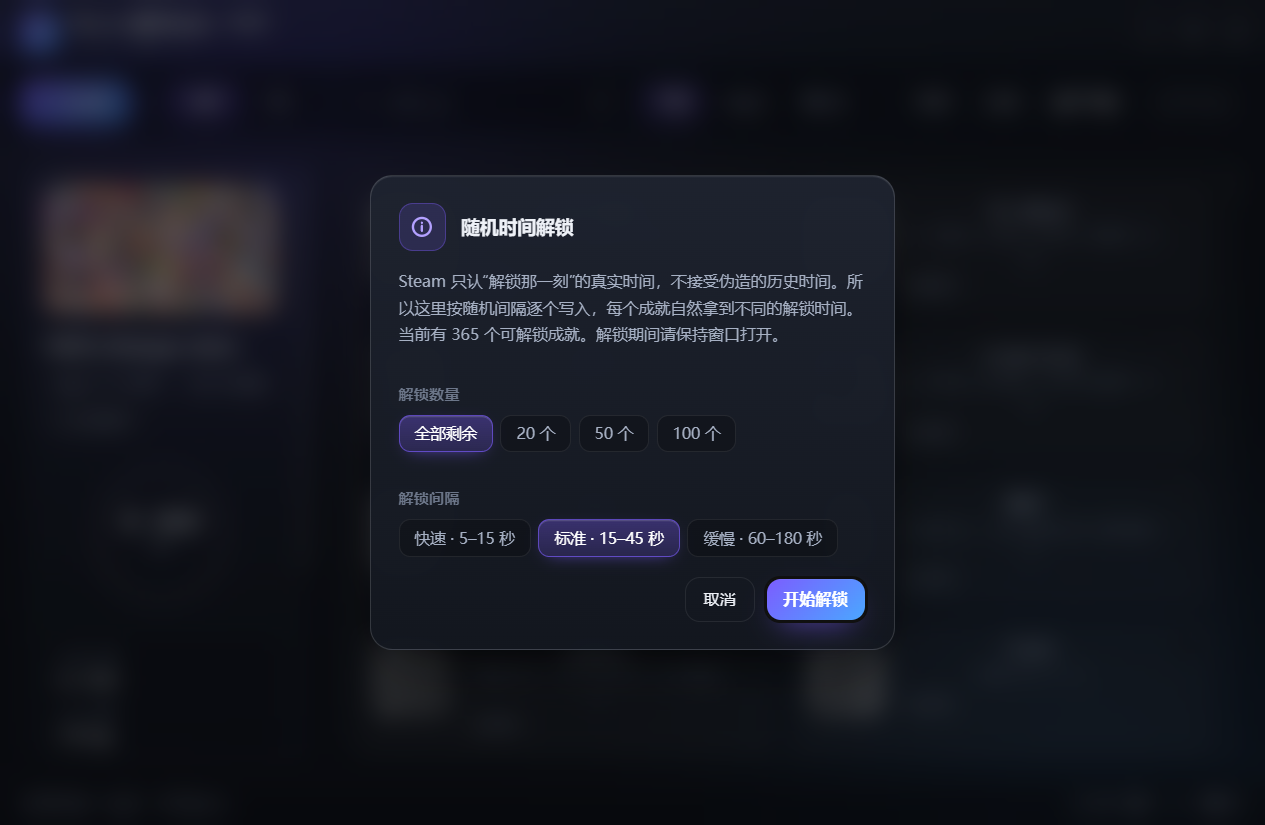 随机时间解锁
Steam 只认“解锁那一刻”的真实时间，不接受伪造的历史时间。所
以这里按随机间隔逐个写入，每个成就自然拿到不同的解锁时间。
当前有 365 个可解锁成就。解锁期间请保持窗口打开。
解锁数量
全部剩余 20 个 50 个 100 个
解锁间隔
快速 · 5–15 秒 标准 · 15–45 秒 缓慢 · 60–180 秒
取消 开始解锁